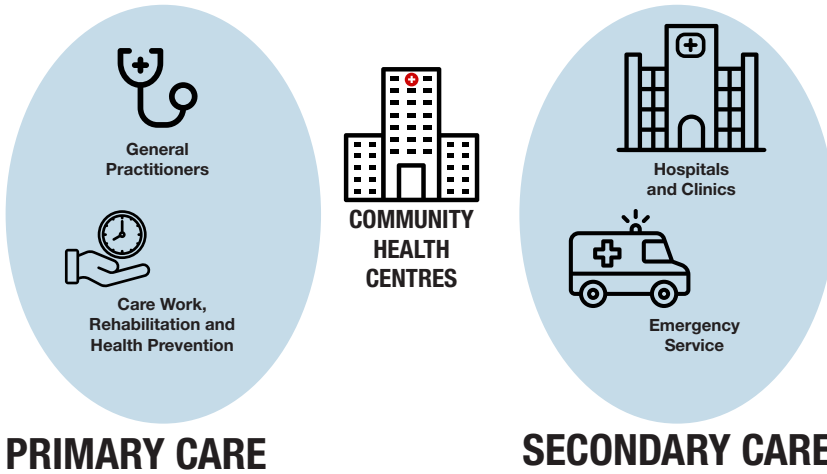 General
Practitioners
Care Work,
Rehabilitation and
Health Prevention
PRIMARY CARE
COMMUNITY
HEALTH
CENTRES
Hospitals
and Clinics
Emergency
Service
SECONDARY CARE